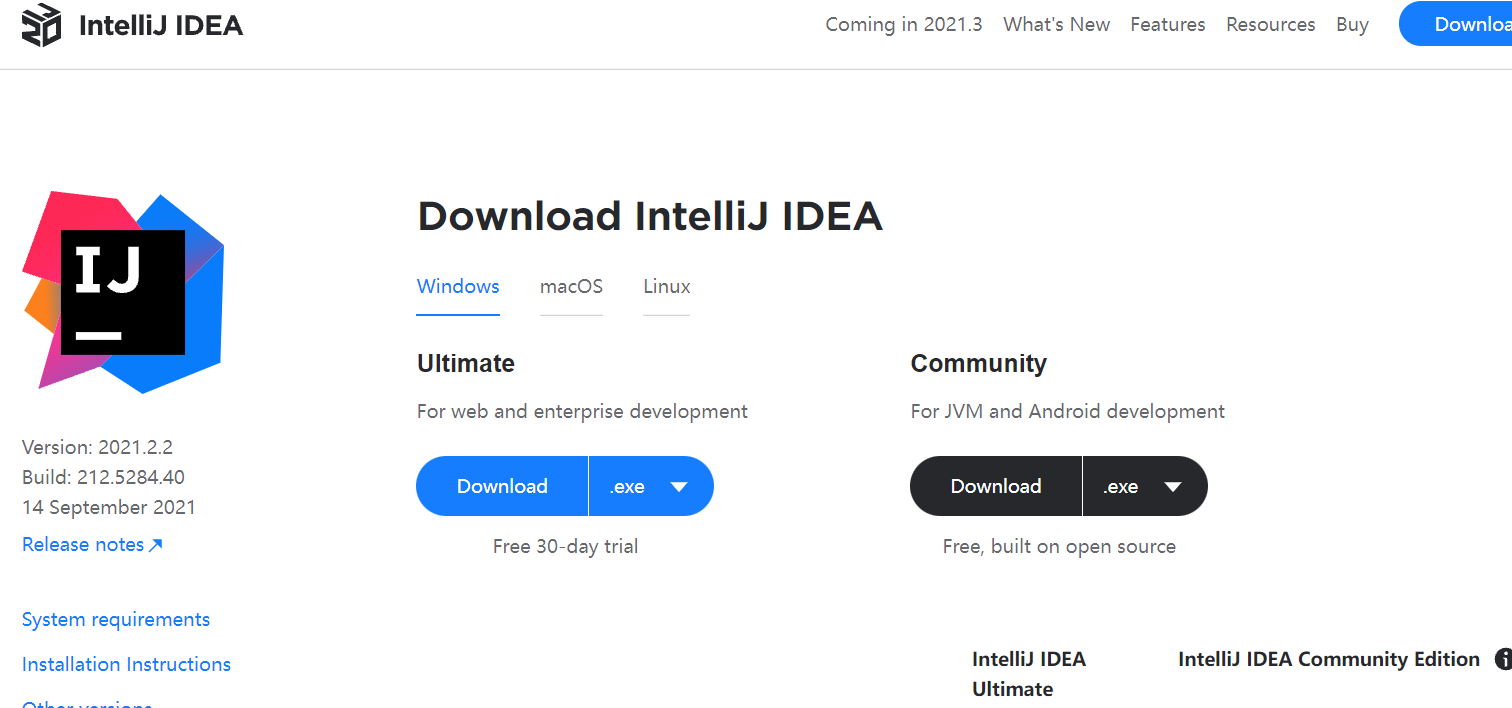 IntelliJ IDEA
Coming in 2021.3 What's New Features Resources Buy
Download IntelliJ IDEA
Windows macOS Linux
IJ
Ultimate
Community
For web and enterprise development
For JVM and Android development
Download .exe
Download .exe
Free 30-day trial
Free, built on open source
Version: 2021.2.2
Build: 212.5284.40
14 September 2021
Release notes
System requirements
Installation Instructions
Other versions
IntelliJ IDEA
Ultimate
IntelliJ IDEA Community Edition